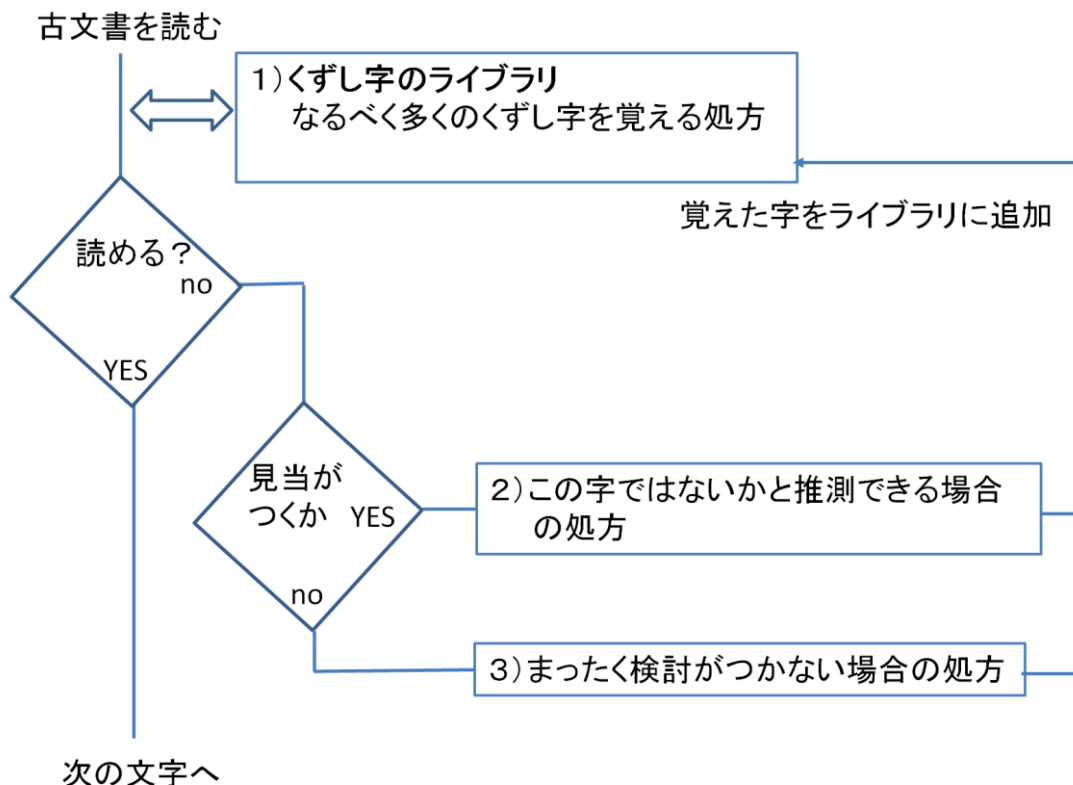 古文書を読む
1）くずし字のライブラリ
なるべく多くのくずし字を覚える処方
覚えた字をライブラリに追加
読める？
no
YES
見当が
つくか YES
no
2）この字ではないかと推測できる場合
の処方
3）まったく検討がつかない場合の処方
次の文字へ